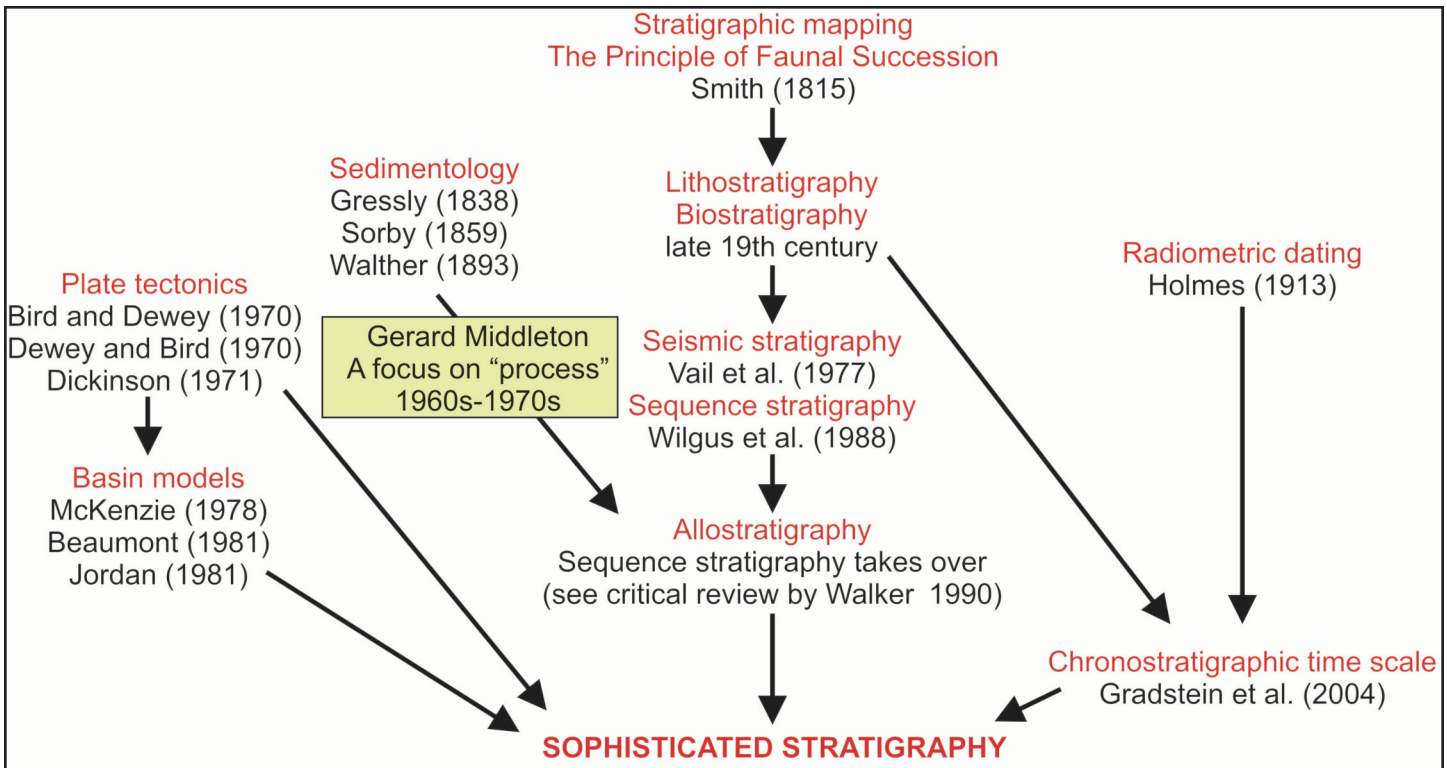 Stratigraphic mapping
The Principle of Faunal Succession
Smith (1815)
Sedimentology
Gressly (1838)
Sorby (1859)
Walther (1893)
Lithostratigraphy
Biostratigraphy
late 19th century
Radiometric dating
Holmes (1913)
Plate tectonics
Bird and Dewey (1970)
Dewey and Bird (1970)
Dickinson (1971)
Gerard Middleton
A focus on “process”
1960s-1970s
Seismic stratigraphy
Vail et al. (1977)
Sequence stratigraphy
Wilgus et al. (1988)
Basin models
McKenzie (1978)
Beaumont (1981)
Jordan (1981)
Allostratigraphy
Sequence stratigraphy takes over
(see critical review by Walker 1990)
Chronostratigraphic time scale
Gradstein et al. (2004)
SOPHISTICATED STRATIGRAPHY